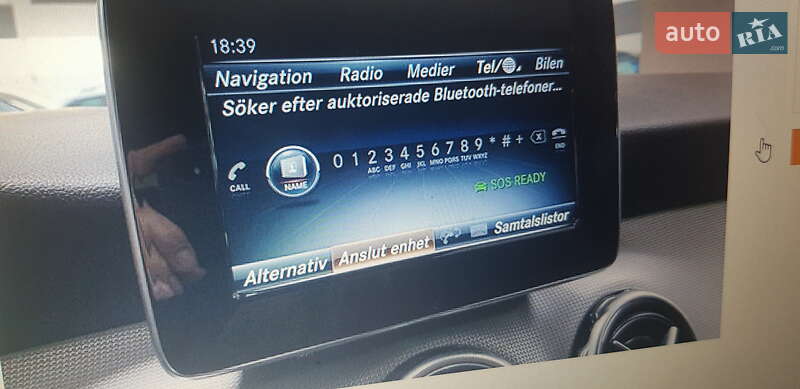 auto RIA .com
18:39
Navigation Radio Medier Tel/ Bilen
Söker efter auktoriserade Bluetooth-telefoner...
CALL NAME 0 1 2 3 4 5 6 7 8 9 * # + END
ABC DEF GHI JKL MNO PQRS TUV WXYZ
SOS READY
Alternativ Anslut enhet Samtalslistor